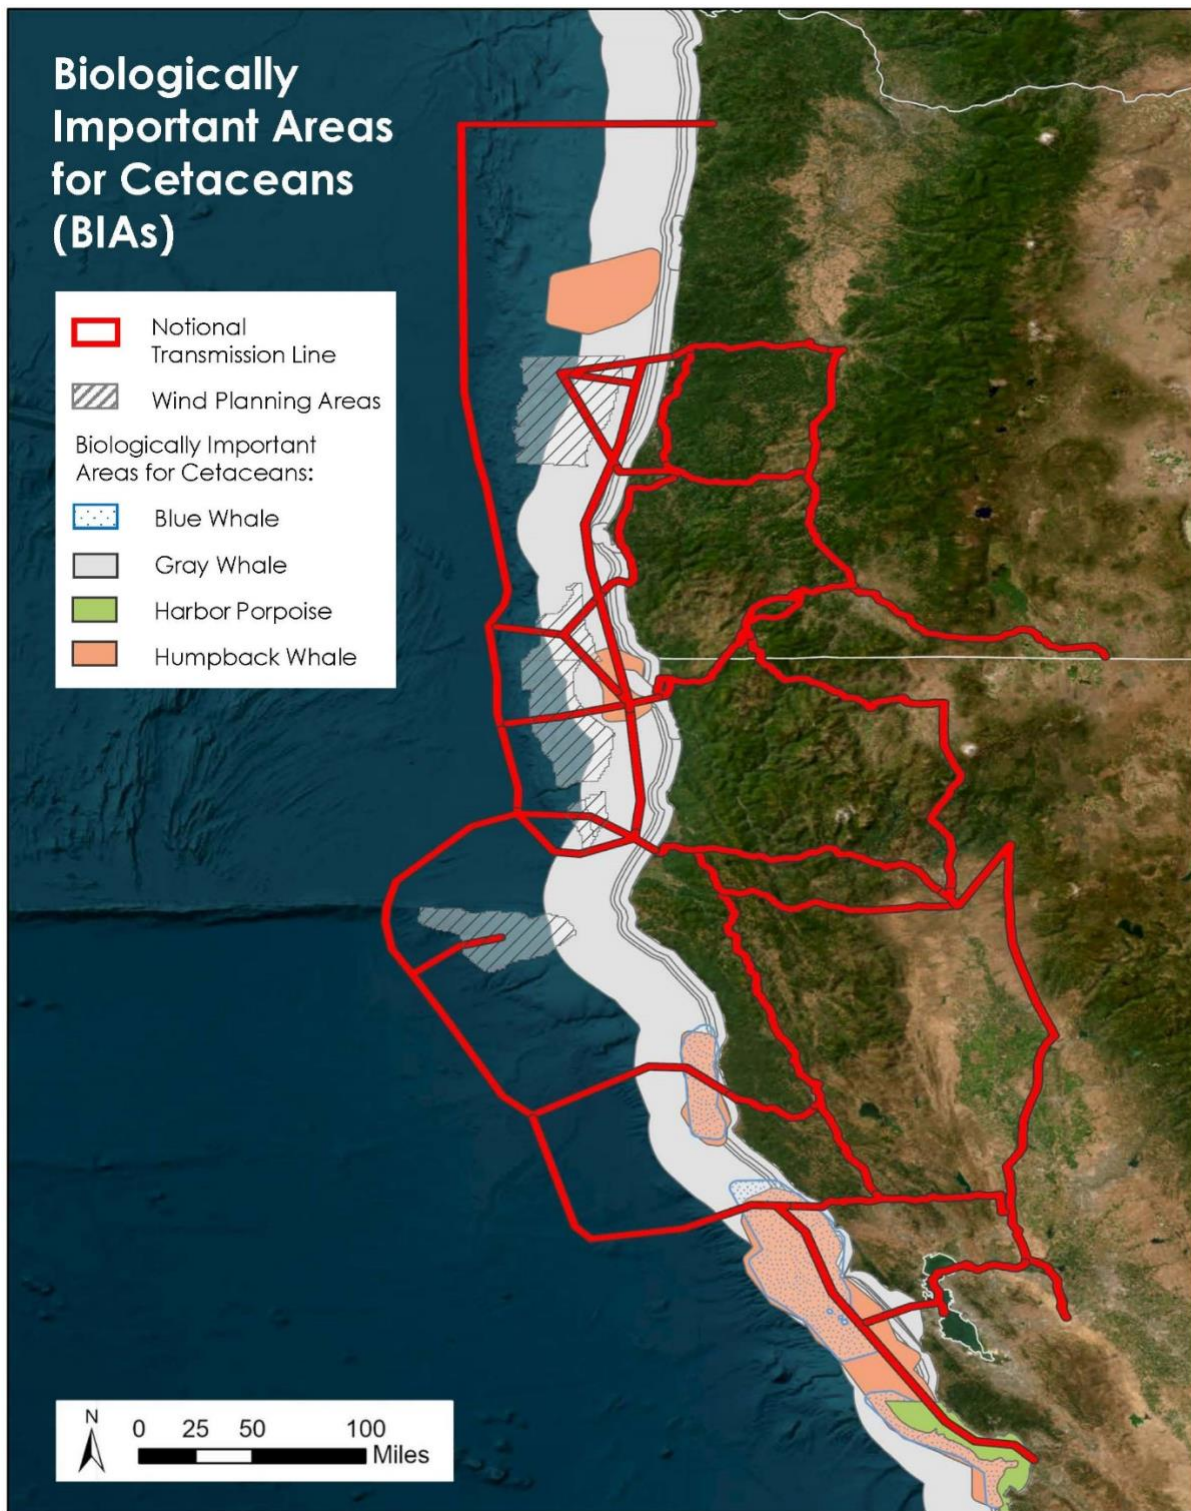 Biologically
Important Areas
for Cetaceans
(BIAs)
Notional
Transmission Line
Wind Planning Areas
Biologically Important
Areas for Cetaceans:
Blue Whale
Gray Whale
Harbor Porpoise
Humpback Whale
N
0 25 50 100
Miles